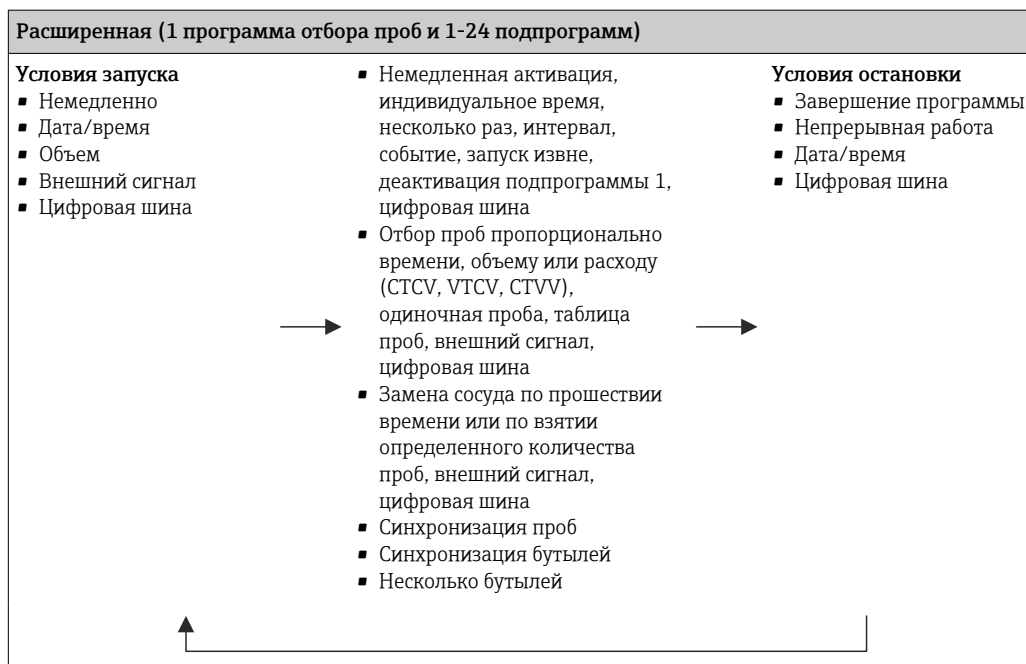 Расширенная (1 программа отбора проб и 1-24 подпрограмм)
Условия запуска
▪ Немедленно
▪ Дата/время
▪ Объем
▪ Внешний сигнал
▪ Цифровая шина
▪ Немедленная активация,
индивидуальное время,
несколько раз, интервал,
событие, запуск извне,
деактивация подпрограммы 1,
цифровая шина
▪ Отбор проб пропорционально
времени, объему или расходу
(CTCV, VTCV, CTVV),
одиночная проба, таблица
проб, внешний сигнал,
цифровая шина
▪ Замена сосуда по прошествии
времени или по взятии
определенного количества
проб, внешний сигнал,
цифровая шина
▪ Синхронизация проб
▪ Синхронизация бутылей
▪ Несколько бутылей
Условия остановки
▪ Завершение программы
▪ Непрерывная работа
▪ Дата/время
▪ Цифровая шина